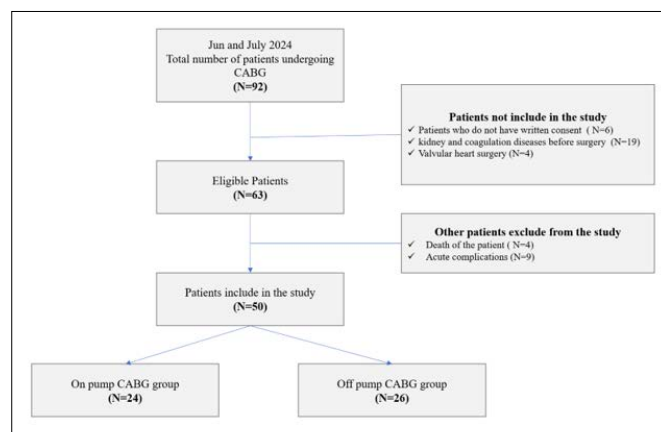 Jun and July 2024
Total number of patients undergoing
CABG
(N=92)
Patients not include in the study
✓ Patients who do not have written consent ( N=6)
✓ kidney and coagulation diseases before surgery (N=19)
✓ Valvular heart surgery (N=4)
Eligible Patients
(N=63)
Other patients exclude from the study
✓ Death of the patient ( N=4)
✓ Acute complications (N=9)
Patients include in the study
(N=50)
On pump CABG group
(N=24)
Off pump CABG group
(N=26)